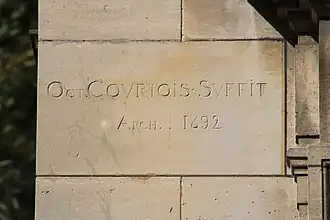 OCT. COVRTOIS·SVFFIT
ARCH.. 1892